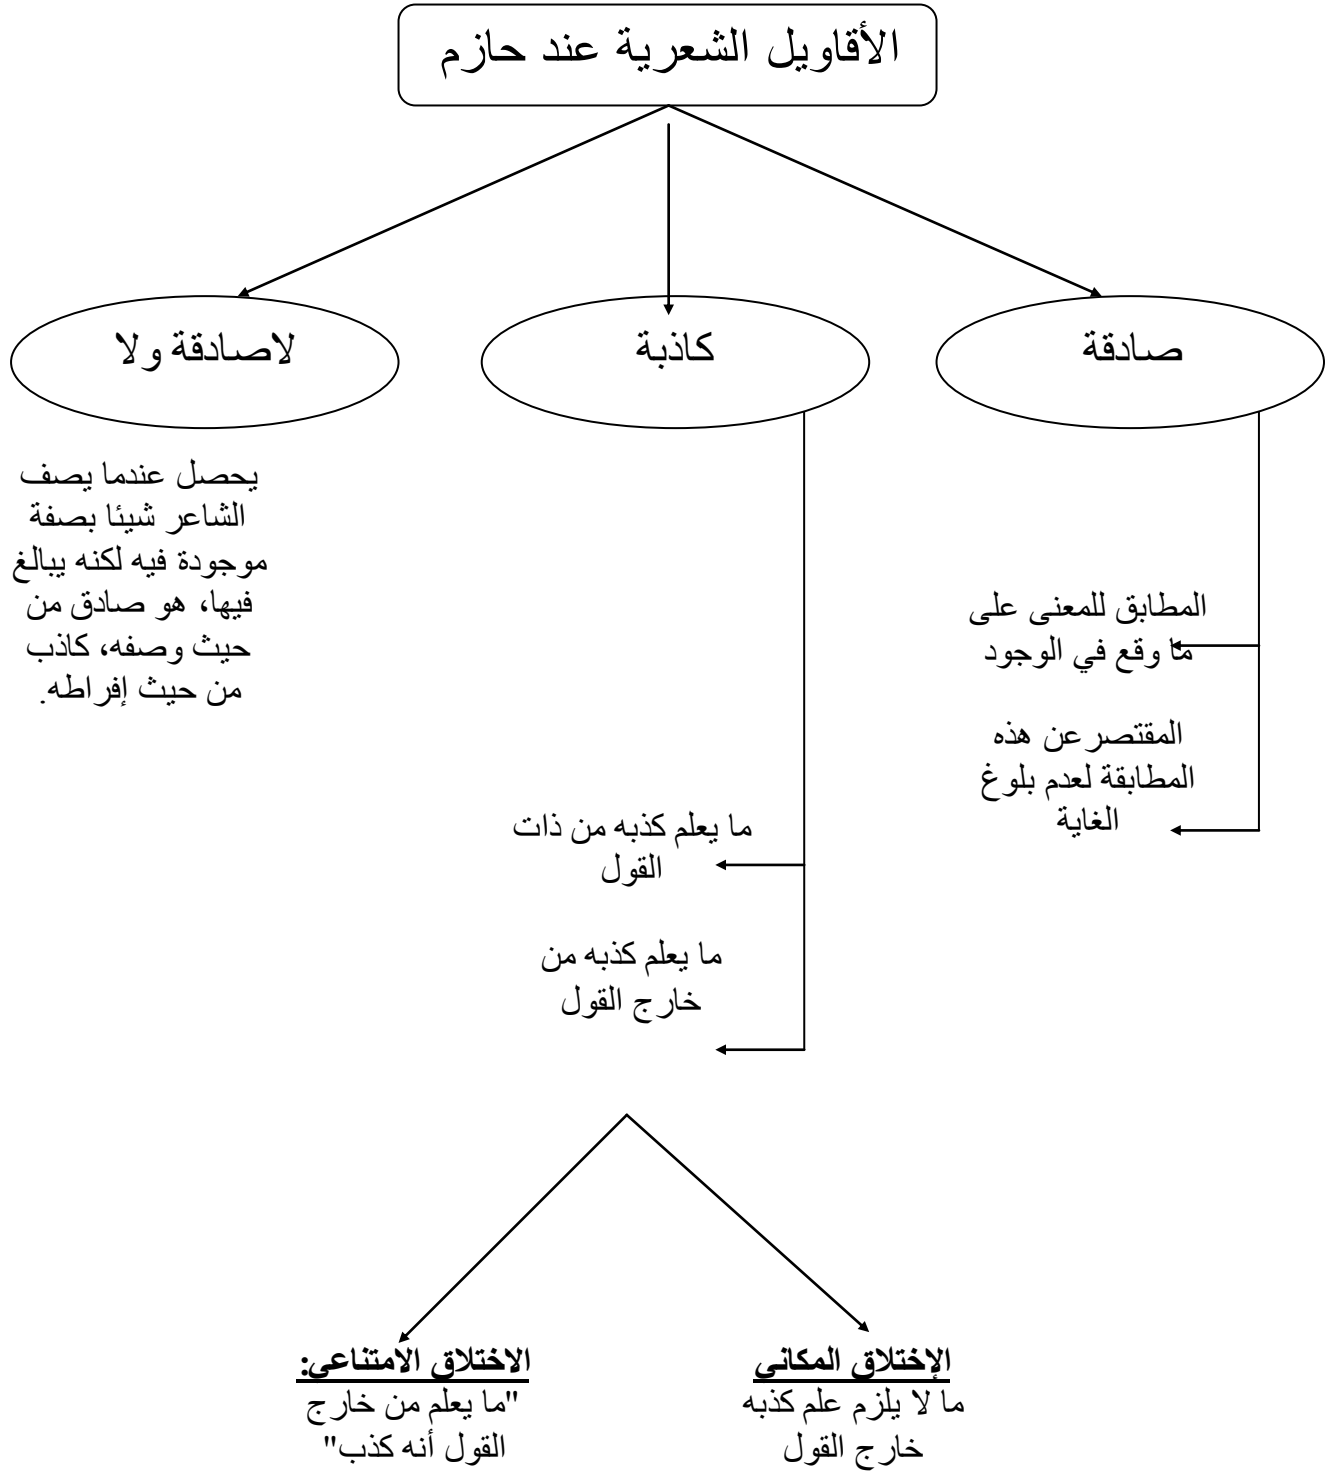 الأقاويل الشعرية عند حازم
صادقة
كاذبة
لاصادقة ولا
المطابق للمعنى على
ما وقع في الوجود
المقتصر عن هذه
المطابقة لعدم بلوغ
الغاية
ما يعلم كذبه من ذات
القول
ما يعلم كذبه من
خارج القول
يحصل عندما يصف
الشاعر شيئا بصفة
موجودة فيه لكنه يبالغ
فيها، هو صادق من
حيث وصفه، كاذب
من حيث إفراطه.
الإختلاق المكاني
ما لا يلزم علم كذبه
خارج القول
الاختلاق الامتناعي:
"ما يعلم من خارج
القول أنه كذب"